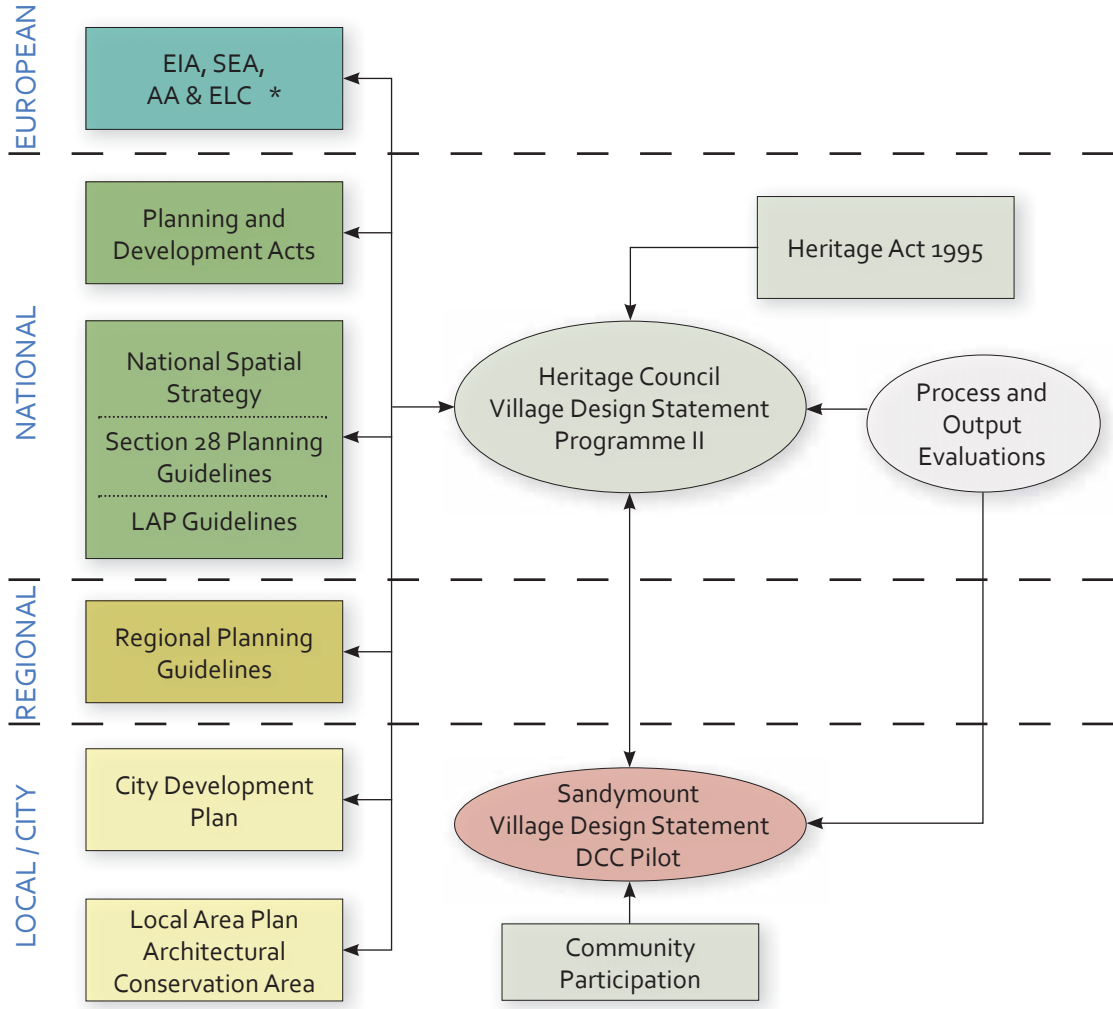 EUROPEAN
EIA, SEA,
AA & ELC *
NATIONAL
Planning and
Development Acts
National Spatial
Strategy
Section 28 Planning
Guidelines
LAP Guidelines
Heritage Act 1995
Heritage Council
Village Design Statement
Programme II
Process and
Output
Evaluations
REGIONAL
Regional Planning
Guidelines
LOCAL / CITY
City Development
Plan
Local Area Plan
Architectural
Conservation Area
Sandymount
Village Design Statement
DCC Pilot
Community
Participation